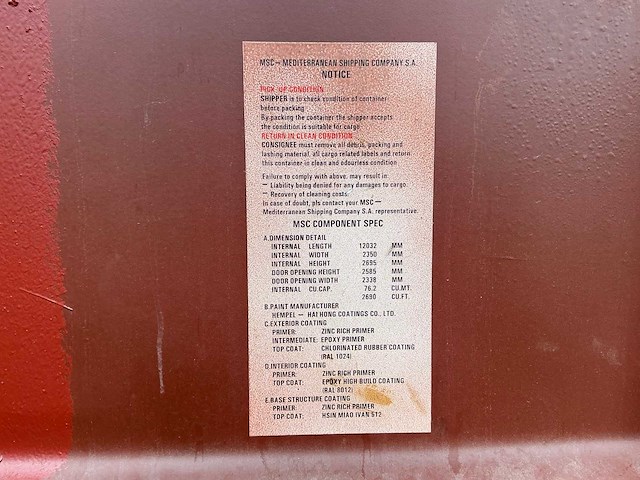 MSC — MEDITERRANEAN SHIPPING COMPANY S.A.
NOTICE
PICK-UP CONDITION
SHIPPER is to check condition of container
before packing
By packing the container the shipper accepts
the condition is suitable for cargo
RETURN IN CLEAN CONDITION
CONSIGNEE must remove all debris, packing and
lashing material, all cargo related labels and return
this container in clean and odourless condition
Failure to comply with above, may result in
— Liability being denied for any damages to cargo.
— Recovery of cleaning costs.
In case of doubt, pls contact your MSC —
Mediterranean Shipping Company S.A. representative.
MSC COMPONENT SPEC
A.DIMENSION DETAIL
INTERNAL LENGTH 12032 MM
INTERNAL WIDTH 2350 MM
INTERNAL HEIGHT 2695 MM
DOOR OPENING HEIGHT 2585 MM
DOOR OPENING WIDTH 2338 MM
INTERNAL CU.CAP. 76.2 CU.MT.
2690 CU.FT.
B.PAINT MANUFACTURER
HEMPEL — HAI HONG COATINGS CO., LTD.
C.EXTERIOR COATING
PRIMER: ZINC RICH PRIMER
INTERMEDIATE: EPOXY PRIMER
TOP COAT: CHLORINATED RUBBER COATING
(RAL 1024)
D.INTERIOR COATING
PRIMER: ZINC RICH PRIMER
TOP COAT: EPOXY HIGH BUILD COATING
(RAL 8012)
E.BASE STRUCTURE COATING
PRIMER: ZINC RICH PRIMER
TOP COAT: HSIN MIAO IVAN 512